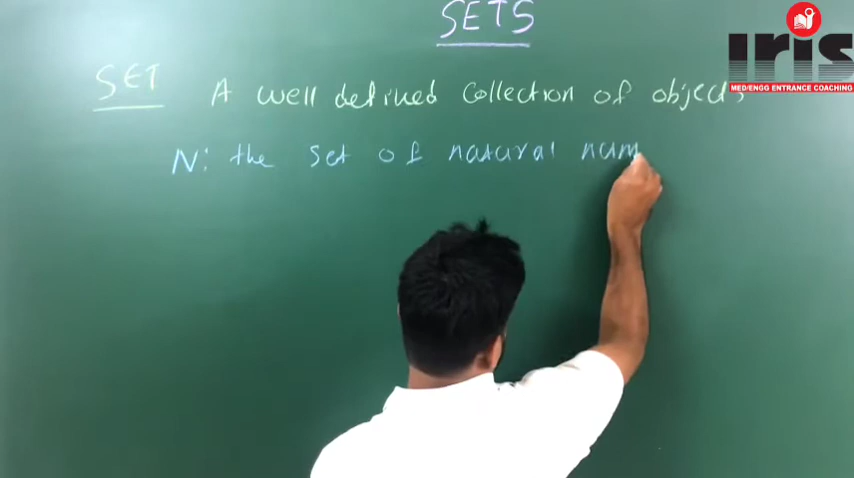 SETS
Iris
MED/ENGG ENTRANCE COACHING
SET A well defined collection of objects
N: the set of natural num